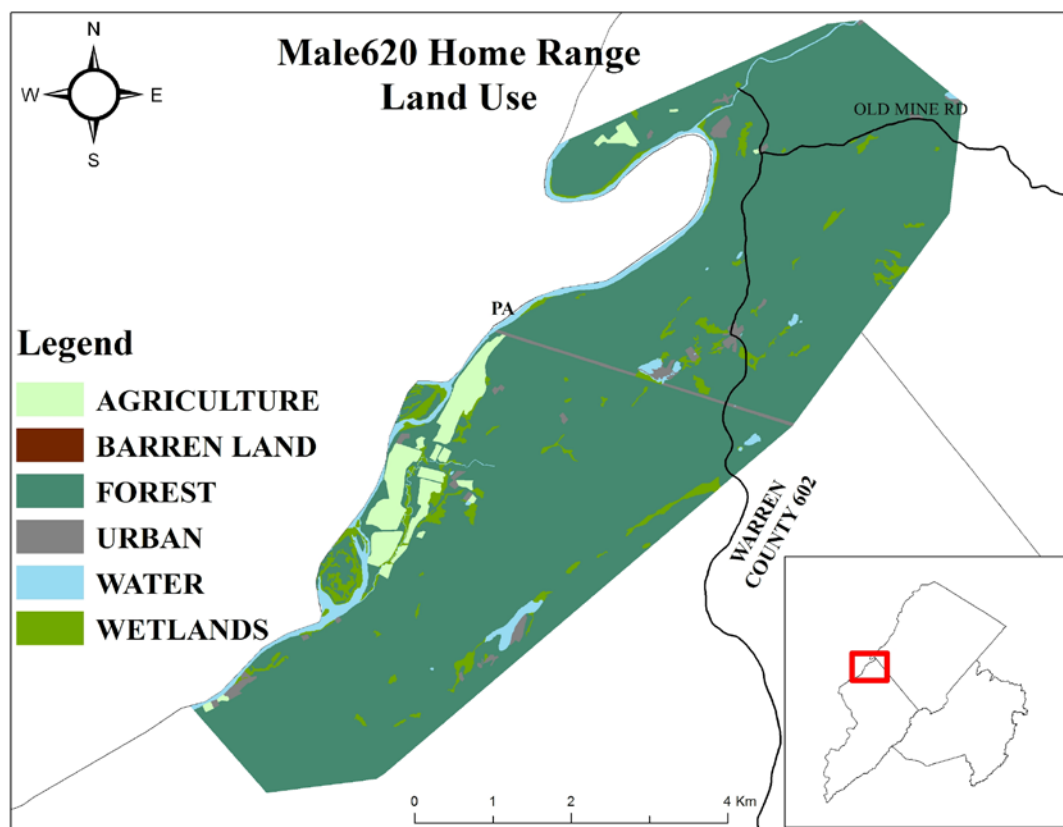 N
W E
S
Male620 Home Range
Land Use
OLD MINE RD
PA
Legend
AGRICULTURE
BARREN LAND
FOREST
URBAN
WATER
WETLANDS
WARREN
COUNTY 602
0 1 2 4 Km